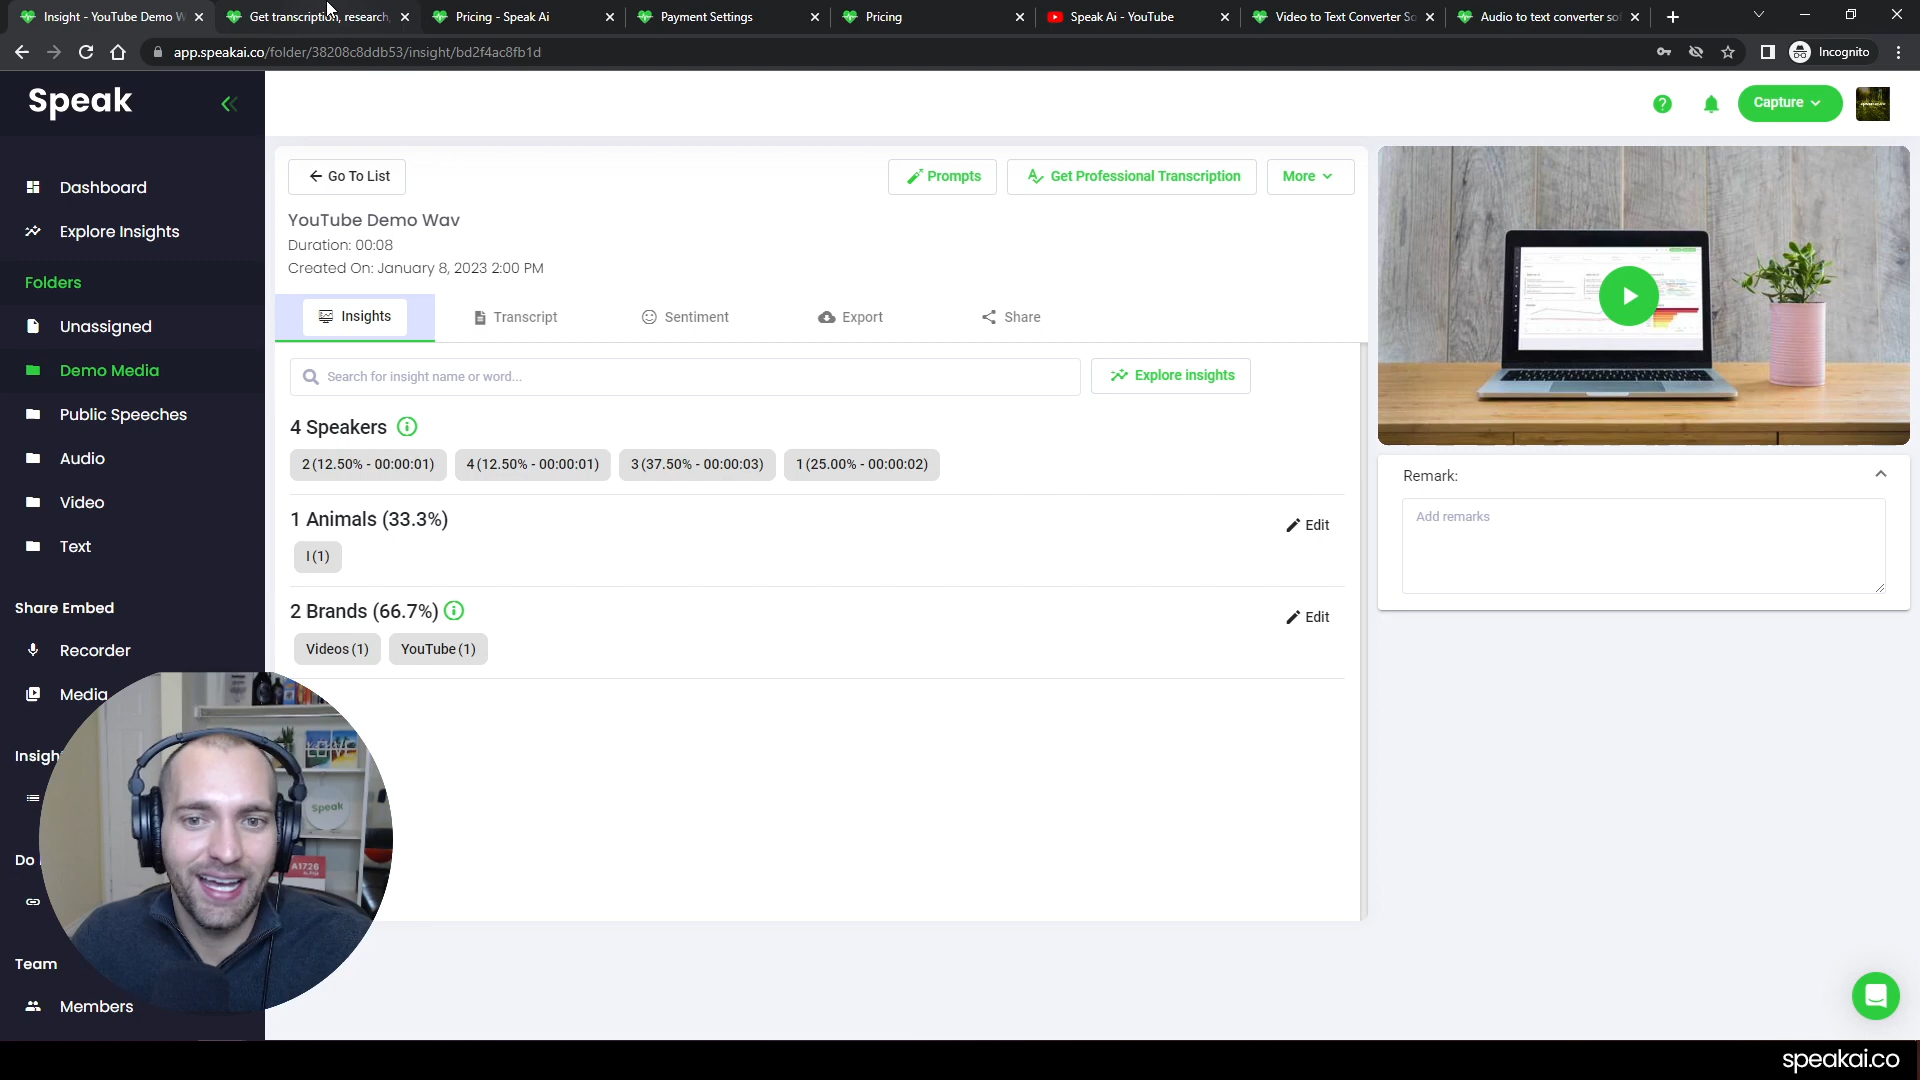 Insight - YouTube Demo W
Get transcription, research,
Pricing - Speak Ai
Payment Settings
Pricing
Speak Ai - YouTube
Video to Text Converter So
Audio to text converter sof
app.speakai.co/folder/38208c8ddb53/insight/bd2f4ac8fb1d
Incognito
Speak
Capture
Dashboard
Explore Insights
Folders
Unassigned
Demo Media
Public Speeches
Audio
Video
Text
Share Embed
Recorder
Media
Insigh
Do
Team
Members
Go To List
Prompts
Get Professional Transcription
More
YouTube Demo Wav
Duration: 00:08
Created On: January 8, 2023 2:00 PM
Insights
Transcript
Sentiment
Export
Share
Search for insight name or word...
Explore insights
4 Speakers
2 (12.50% - 00:00:01)
4 (12.50% - 00:00:01)
3 (37.50% - 00:00:03)
1 (25.00% - 00:00:02)
1 Animals (33.3%)
Edit
I (1)
2 Brands (66.7%)
Edit
Videos (1)
YouTube (1)
Remark:
Add remarks
Speak
A1726
speakai.co